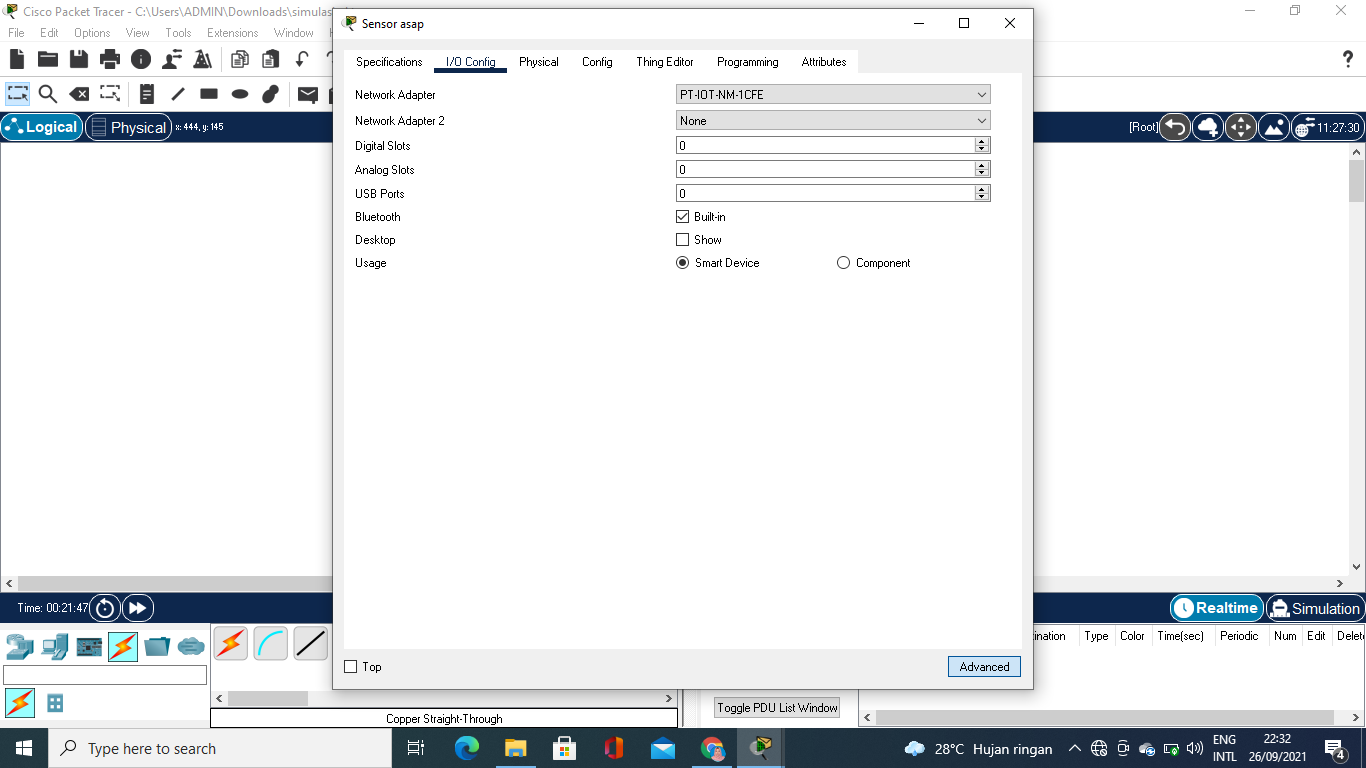 Cisco Packet Tracer - C:\Users\ADMIN\Downloads\simulas
File Edit Options View Tools Extensions Window
Sensor asap
Specifications I/O Config Physical Config Thing Editor Programming Attributes
Network Adapter PT-IOT-NM-1CFE
Network Adapter 2 None
Digital Slots 0
Analog Slots 0
USB Ports 0
Bluetooth Built-in
Desktop Show
Usage Smart Device Component
Top Advanced
?
Logical Physical x: 444, y: 145
[Root] 11:27:30
Time: 00:21:47
Realtime Simulation
ination Type Color Time(sec) Periodic Num Edit Delet
Copper Straight-Through
Toggle PDU List Window
Type here to search
28°C Hujan ringan
ENG
INTL
22:32
26/09/2021
4